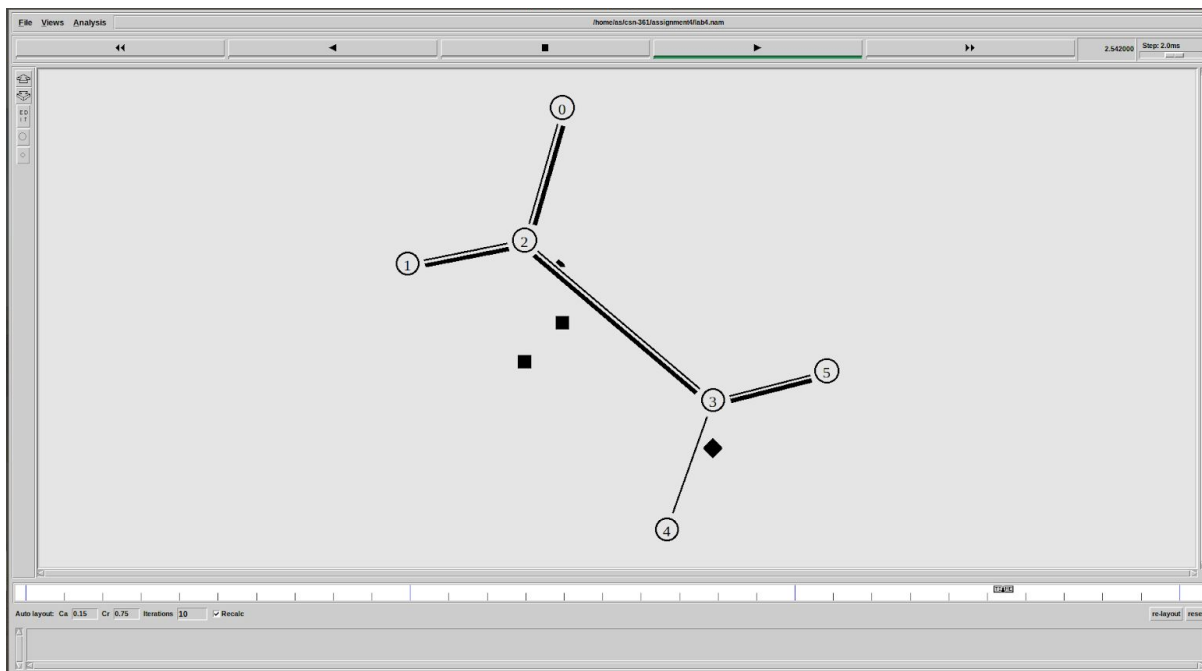 File Views Analysis /home/as/csn-361/assignment4/lab4.nam
2.542000 Step: 2.0ms
E D
I T
0
2
1
5
3
4
Auto layout: Ca 0.15 Cr 0.75 Iterations 10 Recalc re-layout rese